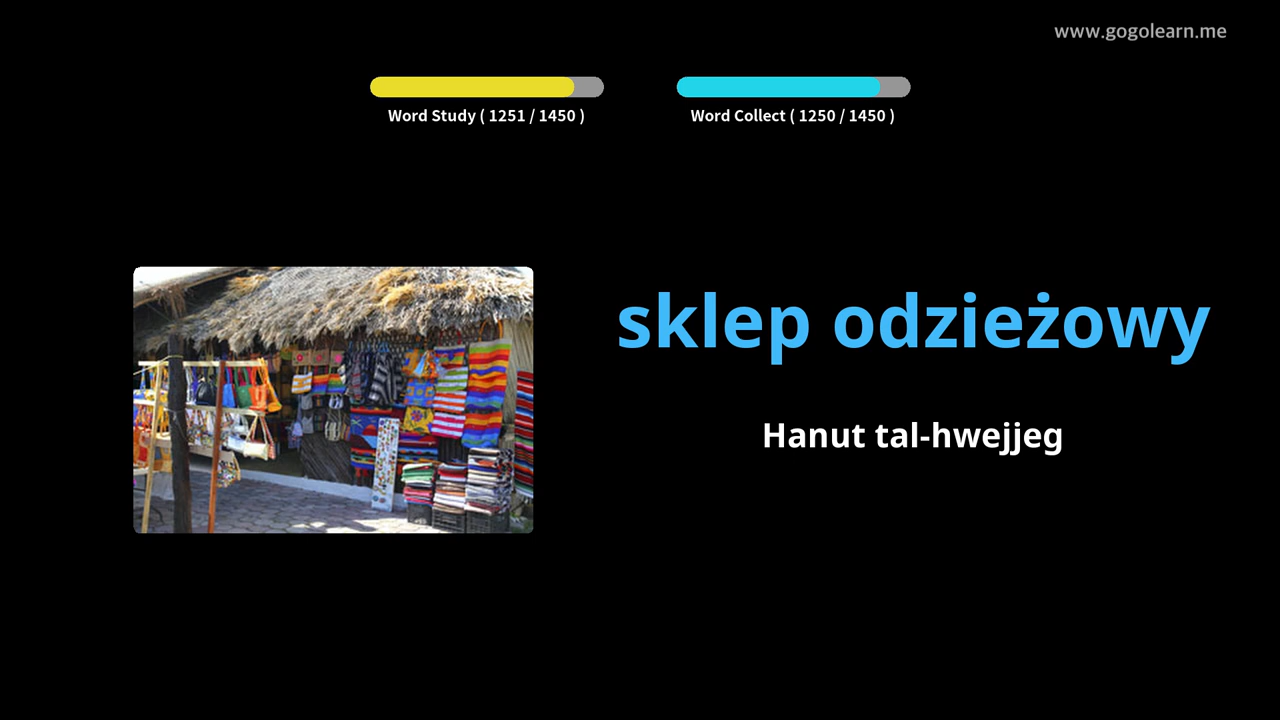 www.gogolearn.me
Word Study ( 1251 / 1450 )
Word Collect ( 1250 / 1450 )
sklep odzieżowy
Hanut tal-hwejjeg